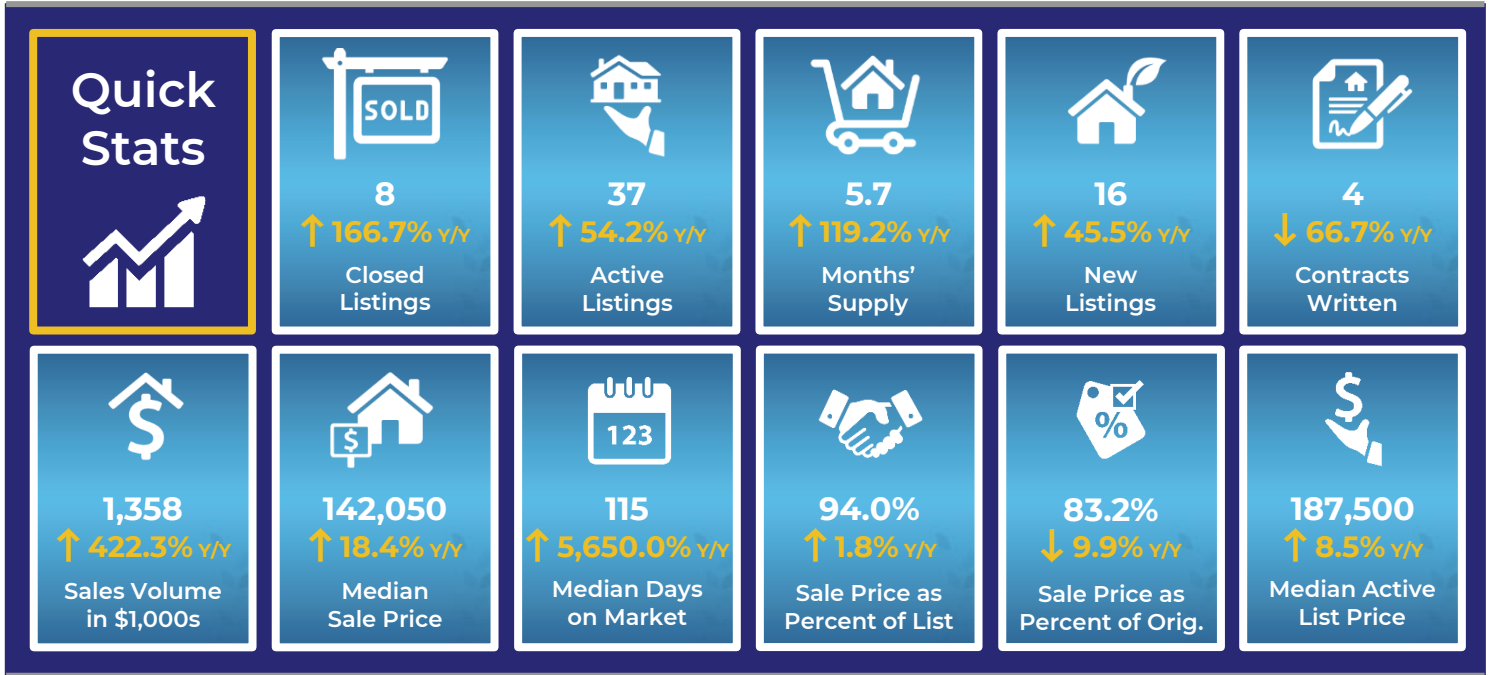 Quick
Stats
SOLD
8
↑ 166.7% Y/Y
Closed
Listings
37
↑ 54.2% Y/Y
Active
Listings
5.7
↑ 119.2% Y/Y
Months’
Supply
16
↑ 45.5% Y/Y
New
Listings
4
↓ 66.7% Y/Y
Contracts
Written
$
1,358
↑ 422.3% Y/Y
Sales Volume
in $1,000s
$
142,050
↑ 18.4% Y/Y
Median
Sale Price
123
115
↑ 5,650.0% Y/Y
Median Days
on Market
94.0%
↑ 1.8% Y/Y
Sale Price as
Percent of List
%
83.2%
↓ 9.9% Y/Y
Sale Price as
Percent of Orig.
$
187,500
↑ 8.5% Y/Y
Median Active
List Price